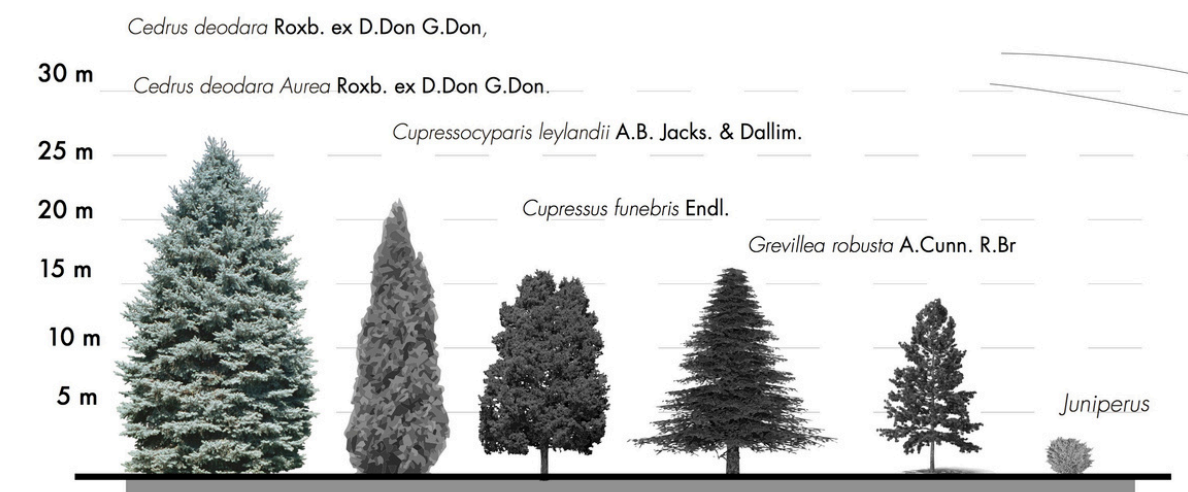 Cedrus deodara Roxb. ex D.Don G.Don,
30 m
Cedrus deodara Aurea Roxb. ex D.Don G.Don.
Cupressocyparis leylandii A.B. Jacks. & Dallim.
25 m
20 m
Cupressus funebris Endl.
Grevillea robusta A.Cunn. R.Br
15 m
10 m
5 m
Juniperus